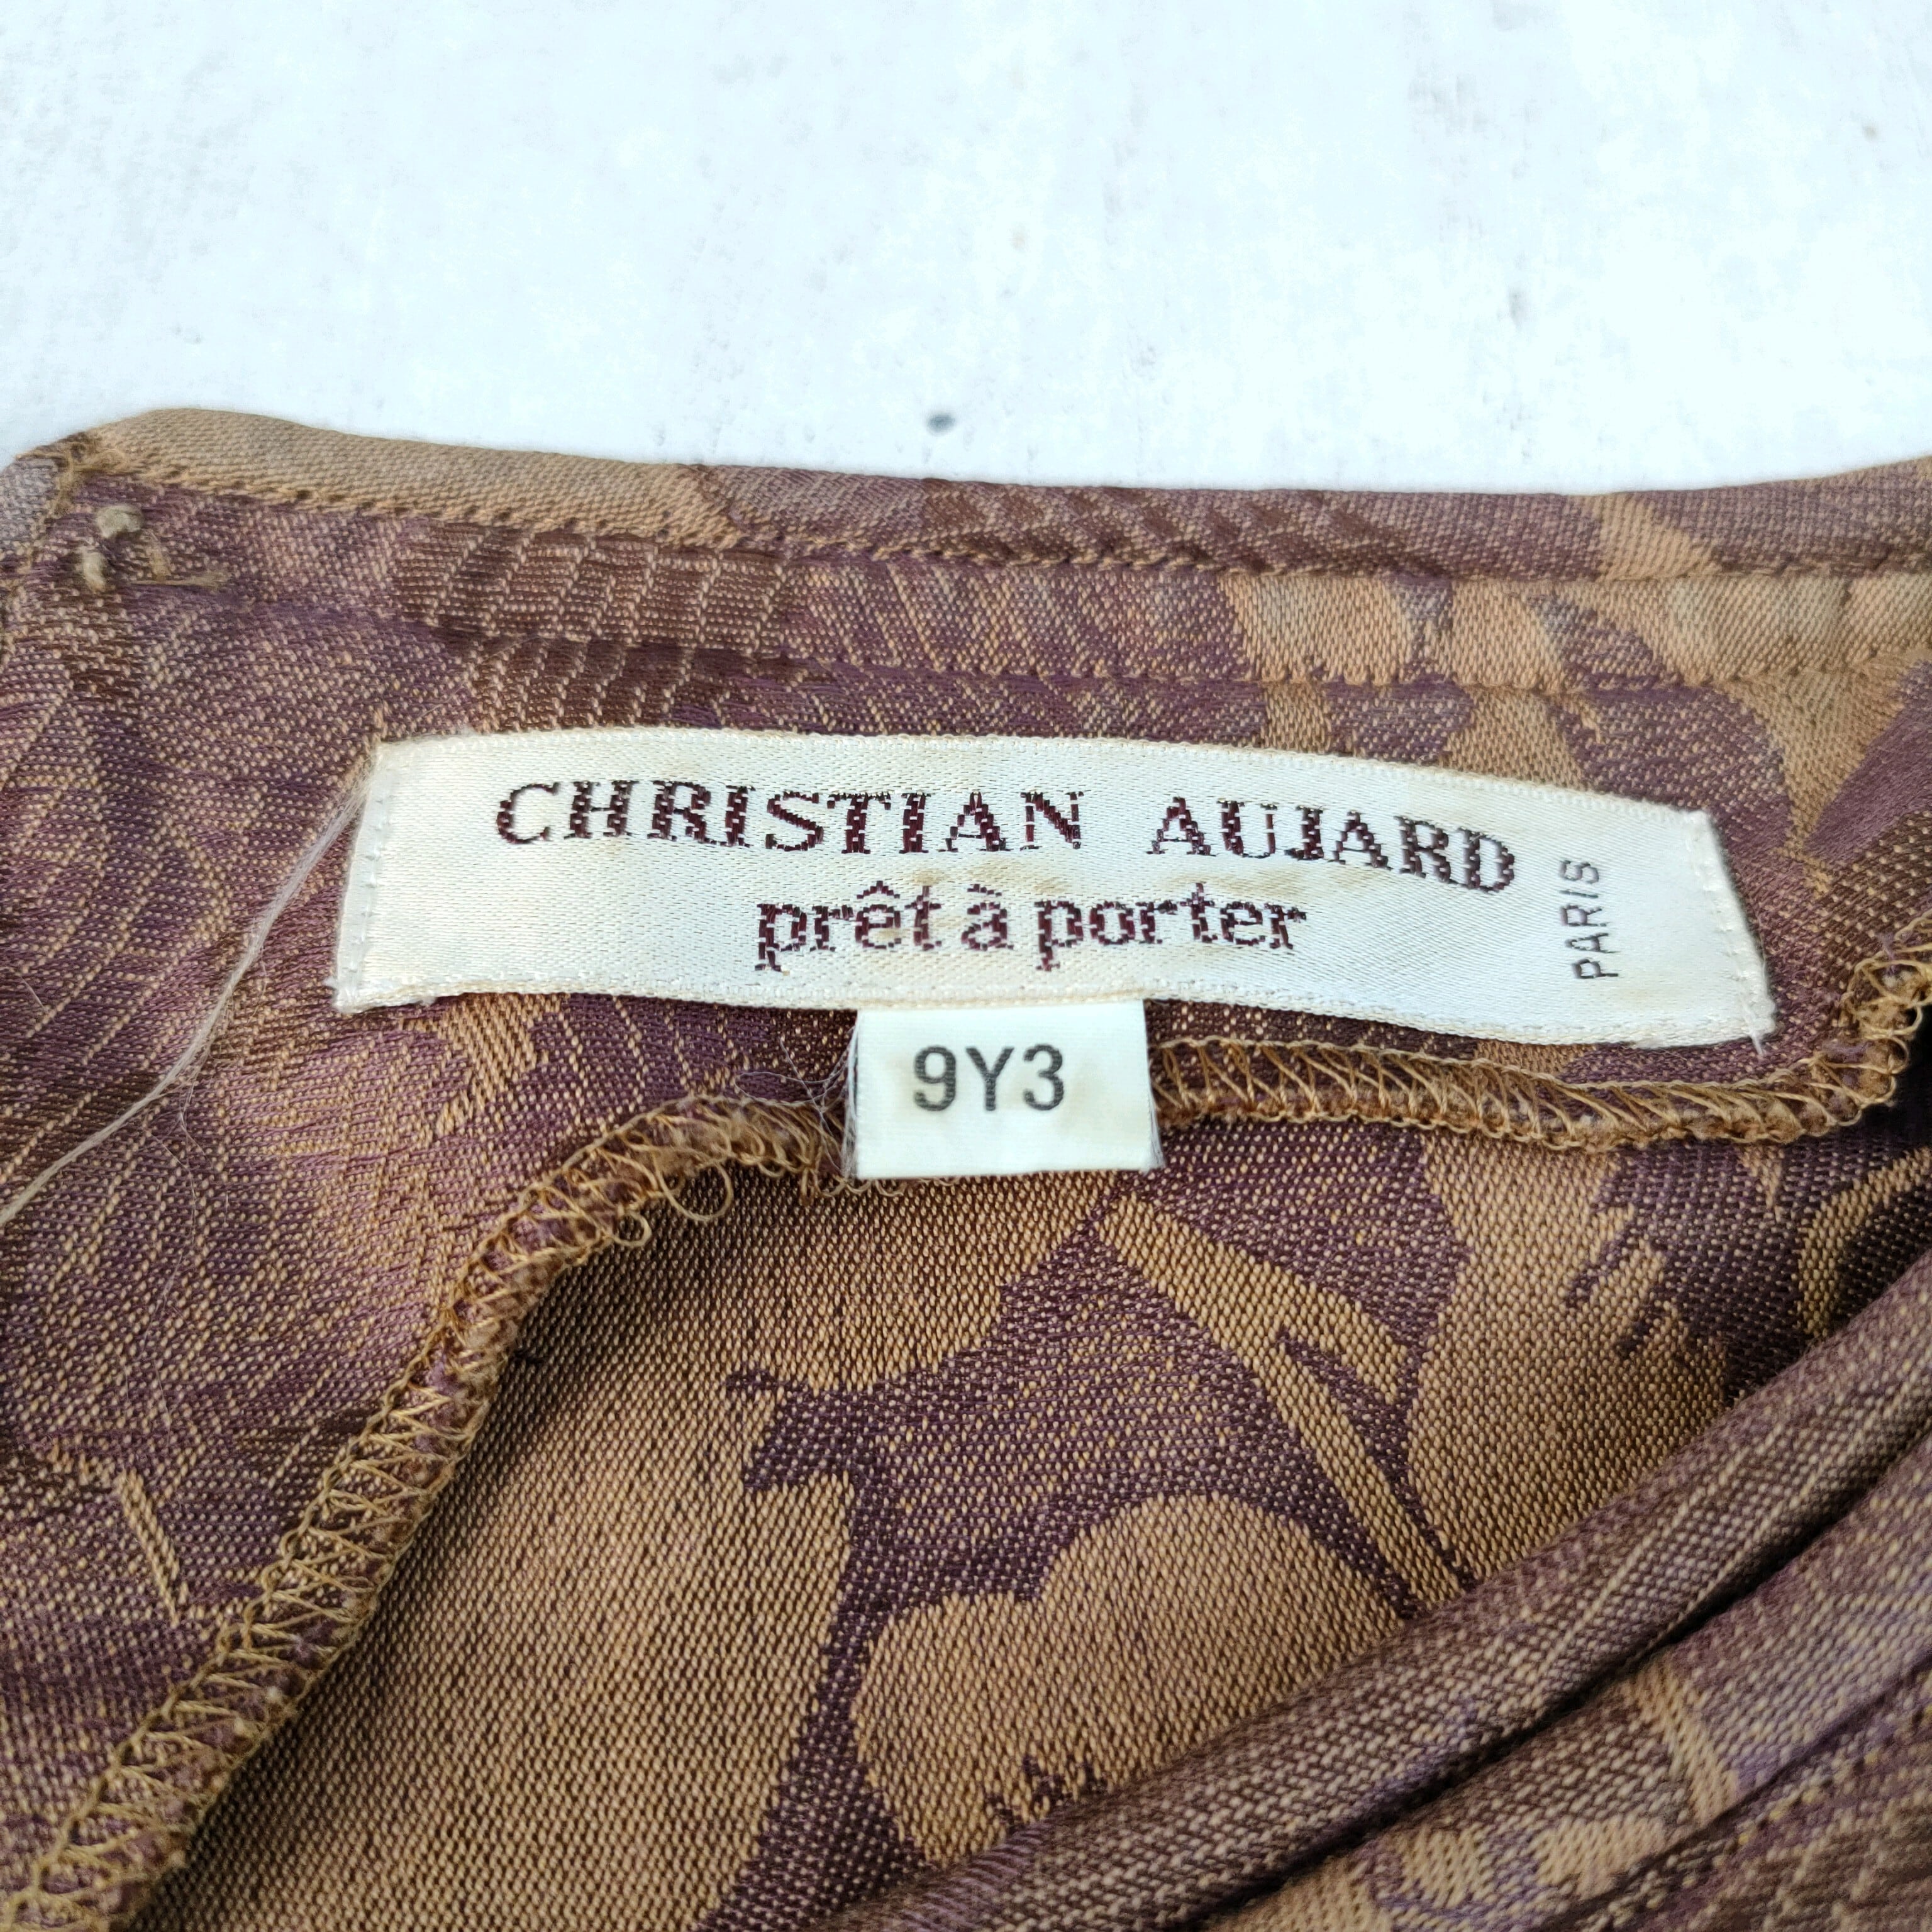 CHRISTIAN AUJARD
prêt à porter
PARIS
9Y3